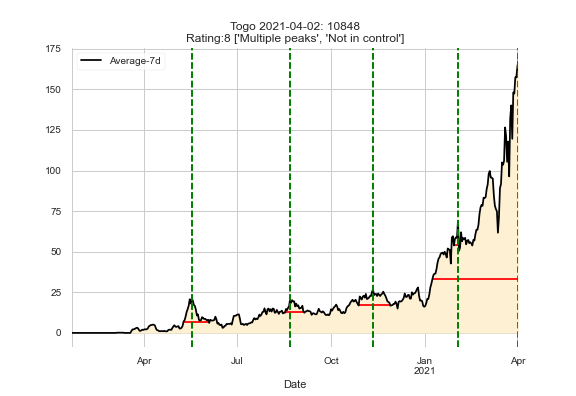 Togo 2021-04-02: 10848
Rating:8 ['Multiple peaks', 'Not in control']
175
Average-7d
150
125
100
75
50
25
0
Apr
Jul
Oct
Jan
2021
Apr
Date